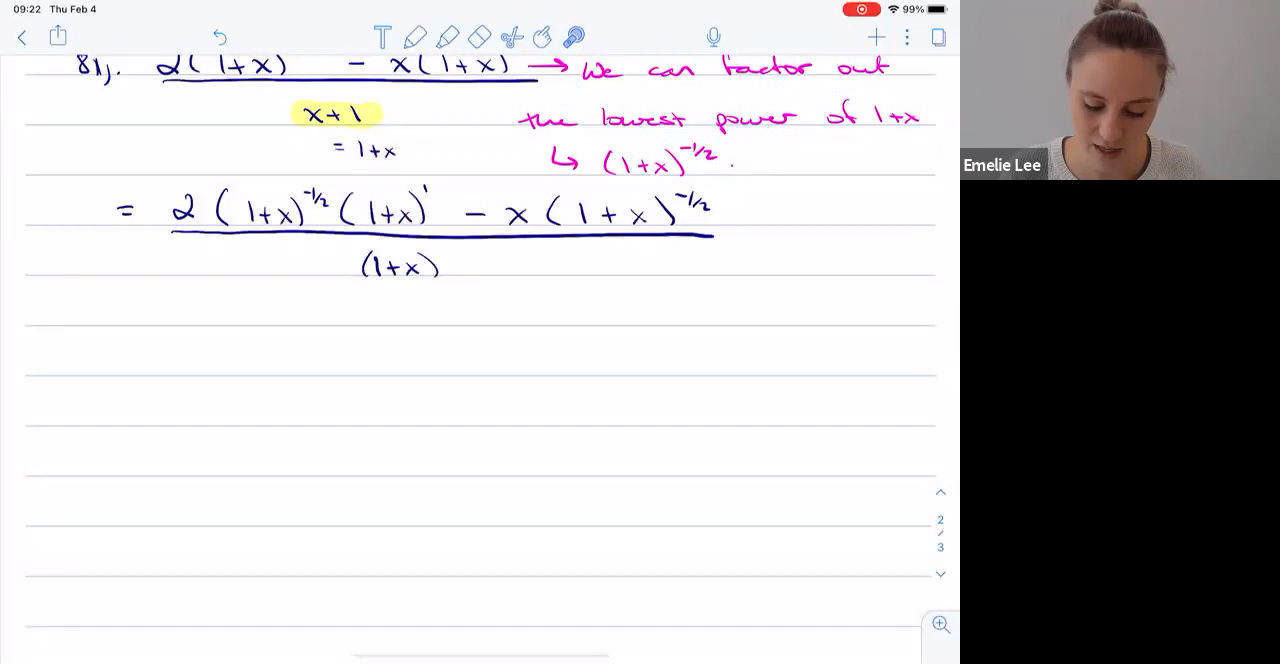 09:22 Thu Feb 4
99%
81). 2(1+x) - x(1+x) → We can factor out
x+1
the lowest power of 1+x
= 1+x
↳ (1+x)^-1/2 .
Emelie Lee
= 2(1+x)^-1/2 (1+x)^1 - x(1+x)^-1/2
(1+x)
2
3